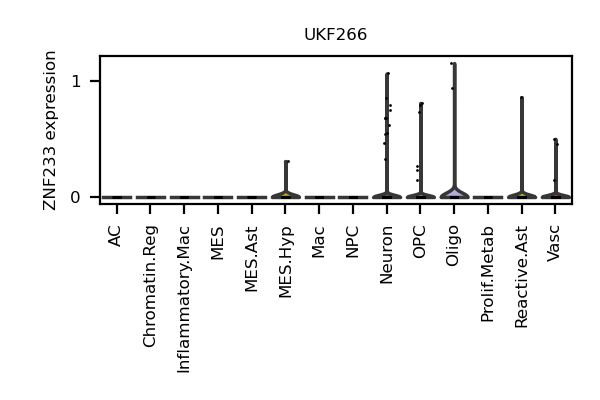 UKF266
ZNF233 expression
1
0
AC
Chromatin.Reg
Inflammatory.Mac
MES
MES.Ast
MES.Hyp
Mac
NPC
Neuron
OPC
Oligo
Prolif.Metab
Reactive.Ast
Vasc